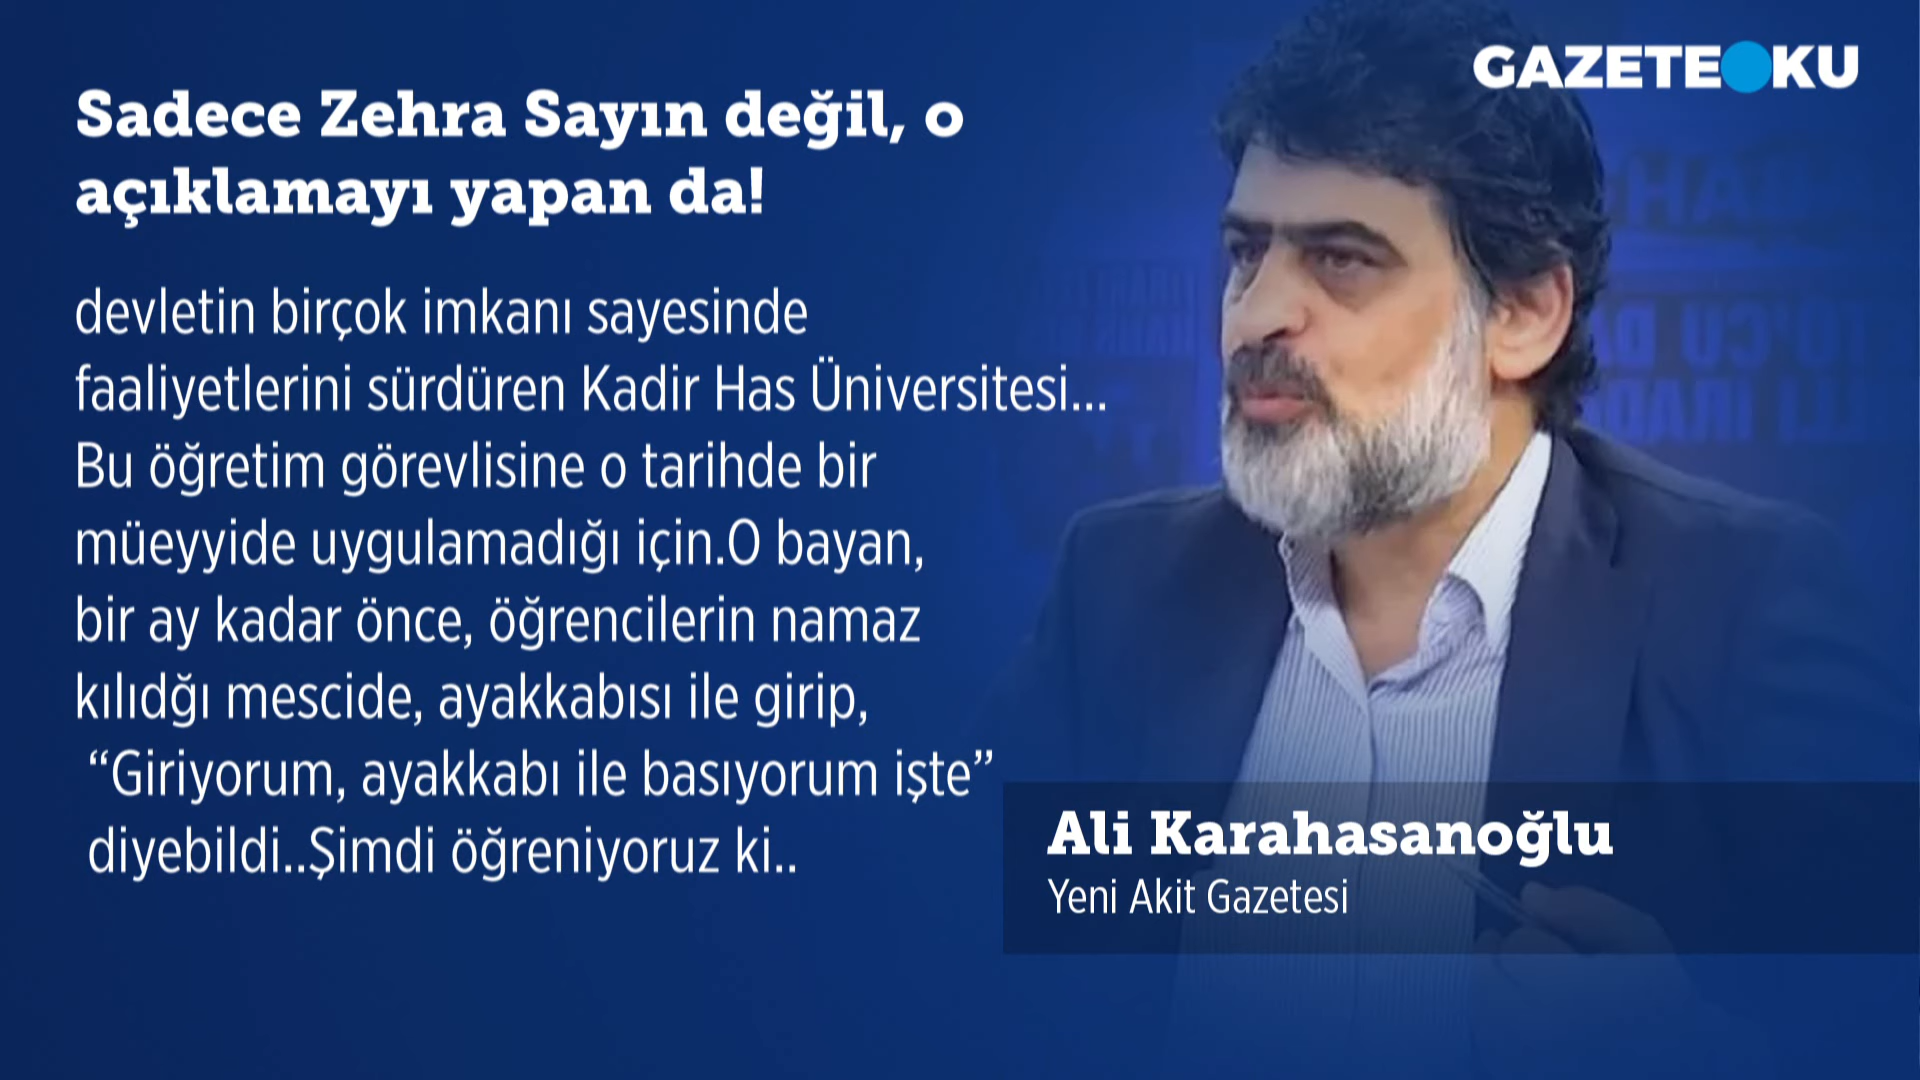 GAZETEOKU
Sadece Zehra Sayın değil, o
açıklamayı yapan da!
devletin birçok imkanı sayesinde
faaliyetlerini sürdüren Kadir Has Üniversitesi...
Bu öğretim görevlisine o tarihde bir
müeyyide uygulamadığı için.O bayan,
bir ay kadar önce, öğrencilerin namaz
kılıdğı mescide, ayakkabısı ile girip,
“Giriyorum, ayakkabı ile basıyorum işte”
diyebildi..Şimdi öğreniyoruz ki..
Ali Karahasanoğlu
Yeni Akit Gazetesi